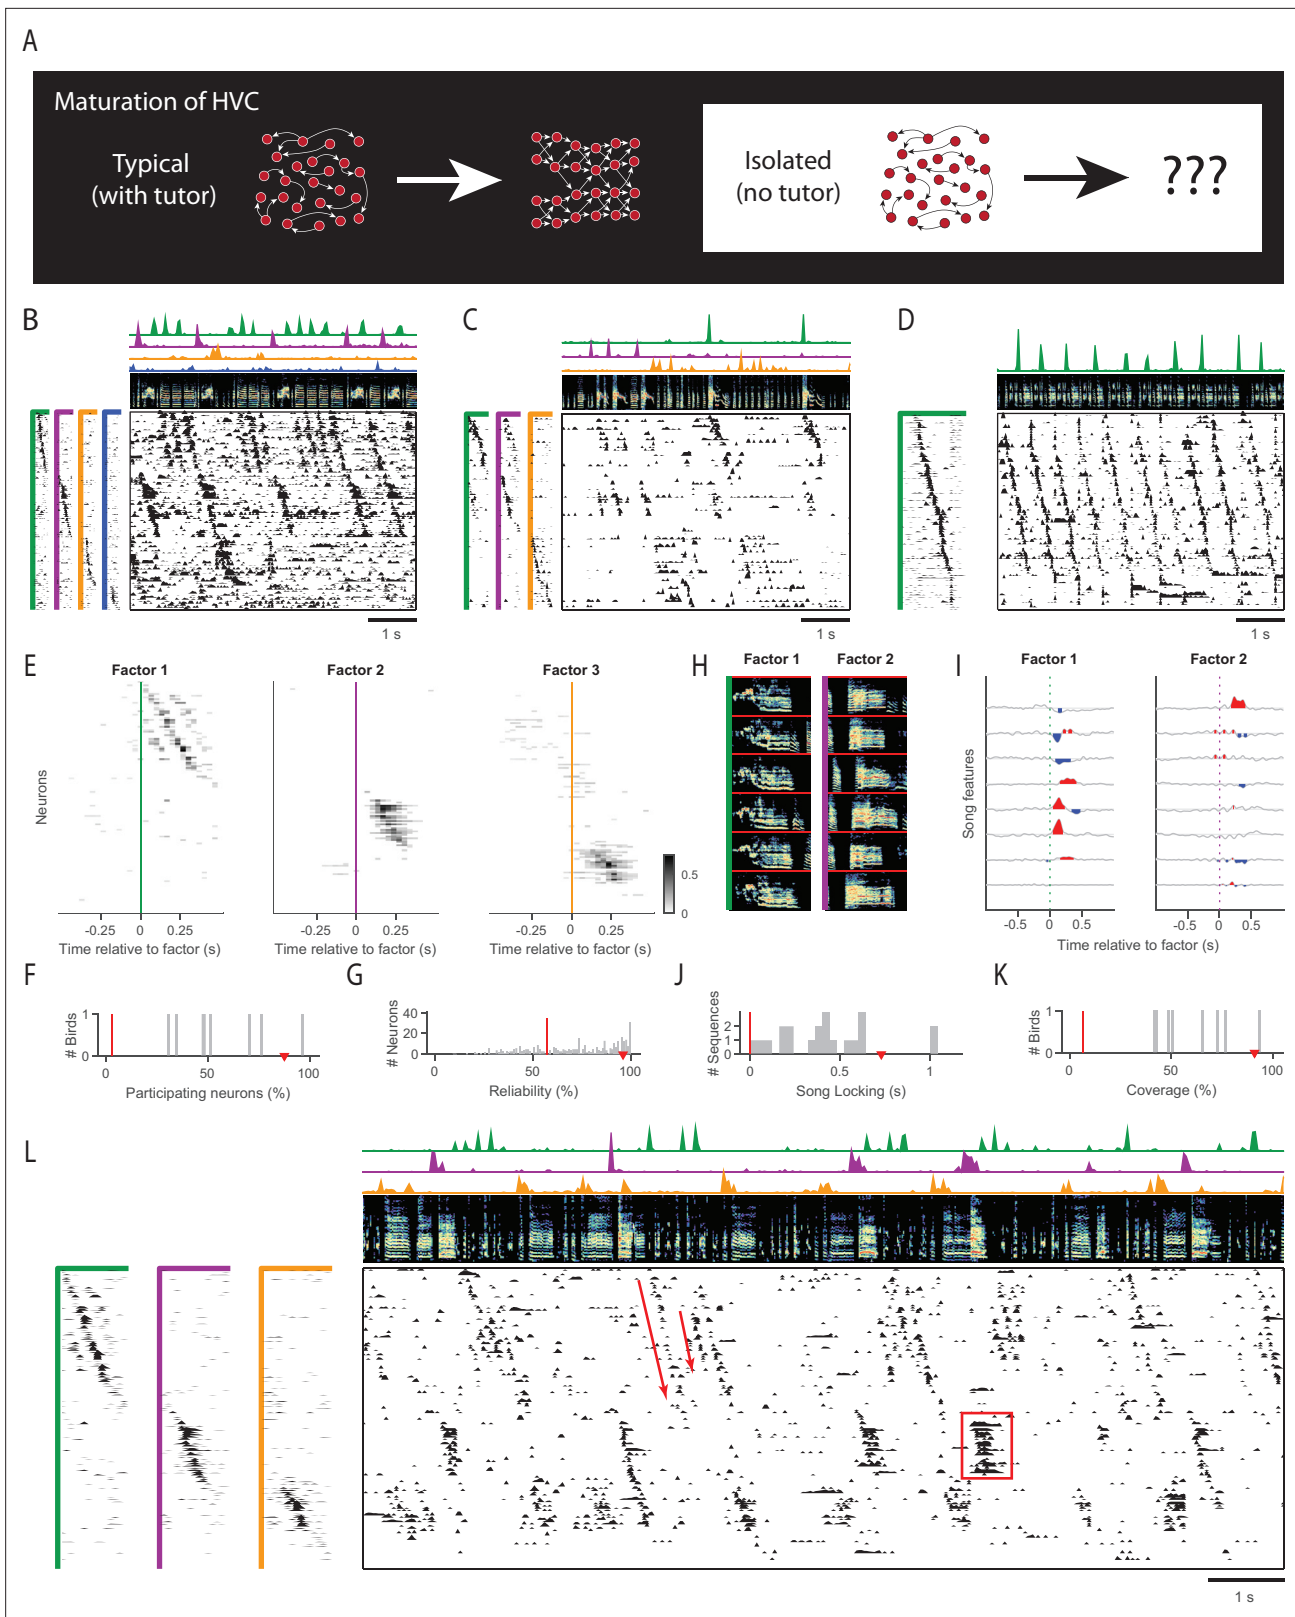 A
Maturation of HVC
Typical
(with tutor)
Isolated
(no tutor)
???
B
C
D
1 s
1 s
1 s
E
Factor 1
Factor 2
Factor 3
Neurons
-0.25
0
0.25
Time relative to factor (s)
-0.25
0
0.25
Time relative to factor (s)
-0.25
0
0.25
Time relative to factor (s)
0.5
0
H
Factor 1
Factor 2
I
Factor 1
Factor 2
Song features
-0.5
0
0.5
-0.5
0
0.5
Time relative to factor (s)
F
# Birds
1
0
0
50
100
Participating neurons (%)
G
# Neurons
40
20
0
0
50
100
Reliability (%)
J
# Sequences
2
1
0
0
0.5
1
Song Locking (s)
K
# Birds
1
0
0
50
100
Coverage (%)
L
1 s